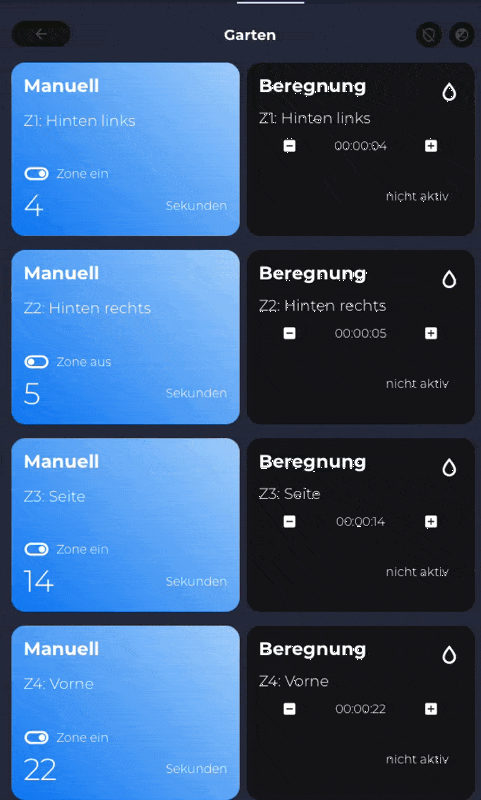 Garten
Manuell
Z1: Hinten links
Zone ein
4 Sekunden
Beregnung
Z1: Hinten links
00:00:04
nicht aktiv
Manuell
Z2: Hinten rechts
Zone aus
5 Sekunden
Beregnung
Z2: Hinten rechts
00:00:05
nicht aktiv
Manuell
Z3: Seite
Zone ein
14 Sekunden
Beregnung
Z3: Seite
00:00:14
nicht aktiv
Manuell
Z4: Vorne
Zone ein
22 Sekunden
Beregnung
Z4: Vorne
00:00:22
nicht aktiv